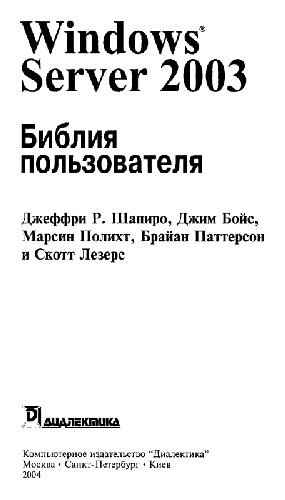 Windows®
Server 2003
Библия
пользователя
Джеффри Р. Шапиро, Джим Бойс,
Марсин Полихт, Брайан Паттерсон
и Скотт Лезерс
ДИАЛЕКТИКА
Компьютерное издательство "Диалектика"
Москва · Санкт-Петербург · Киев
2004